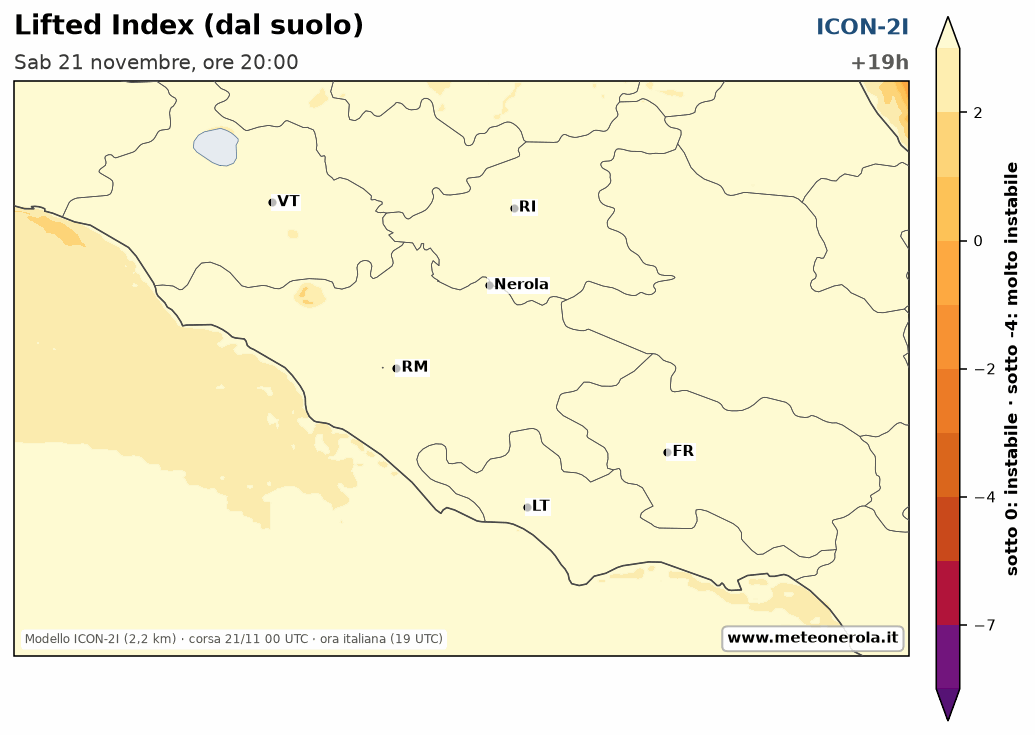 Lifted Index (dal suolo)
ICON-2I
Sab 21 novembre, ore 20:00
+19h
VT
RI
Nerola
RM
FR
LT
Modello ICON-2I (2,2 km) · corsa 21/11 00 UTC · ora italiana (19 UTC)
www.meteonerola.it
2
0
−2
−4
−7
sotto 0: instabile · sotto -4: molto instabile